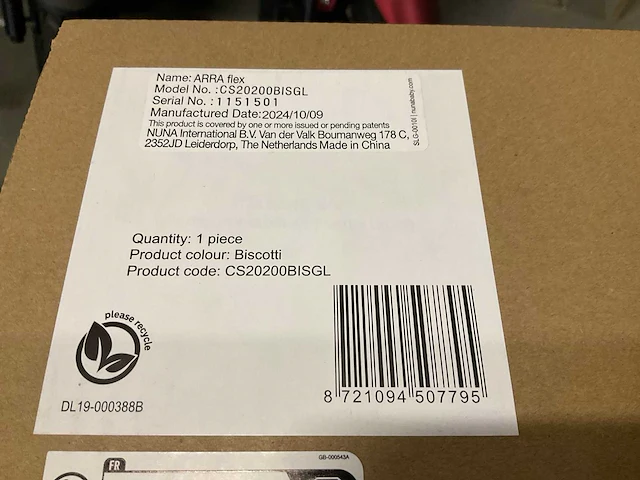 Name: ARRA flex
Model No. :CS20200BISGL
Serial No. : 1151501
Manufactured Date:2024/10/09
This product is covered by one or more issued or pending patents
NUNA International B.V. Van der Valk Boumanweg 178 C,
2352JD Leiderdorp, The Netherlands Made in China
SLG-0010I | nunababy.com
Quantity: 1 piece
Product colour: Biscotti
Product code: CS20200BISGL
please recycle
DL19-000388B
8 721094 507795
FR
GB-000543A